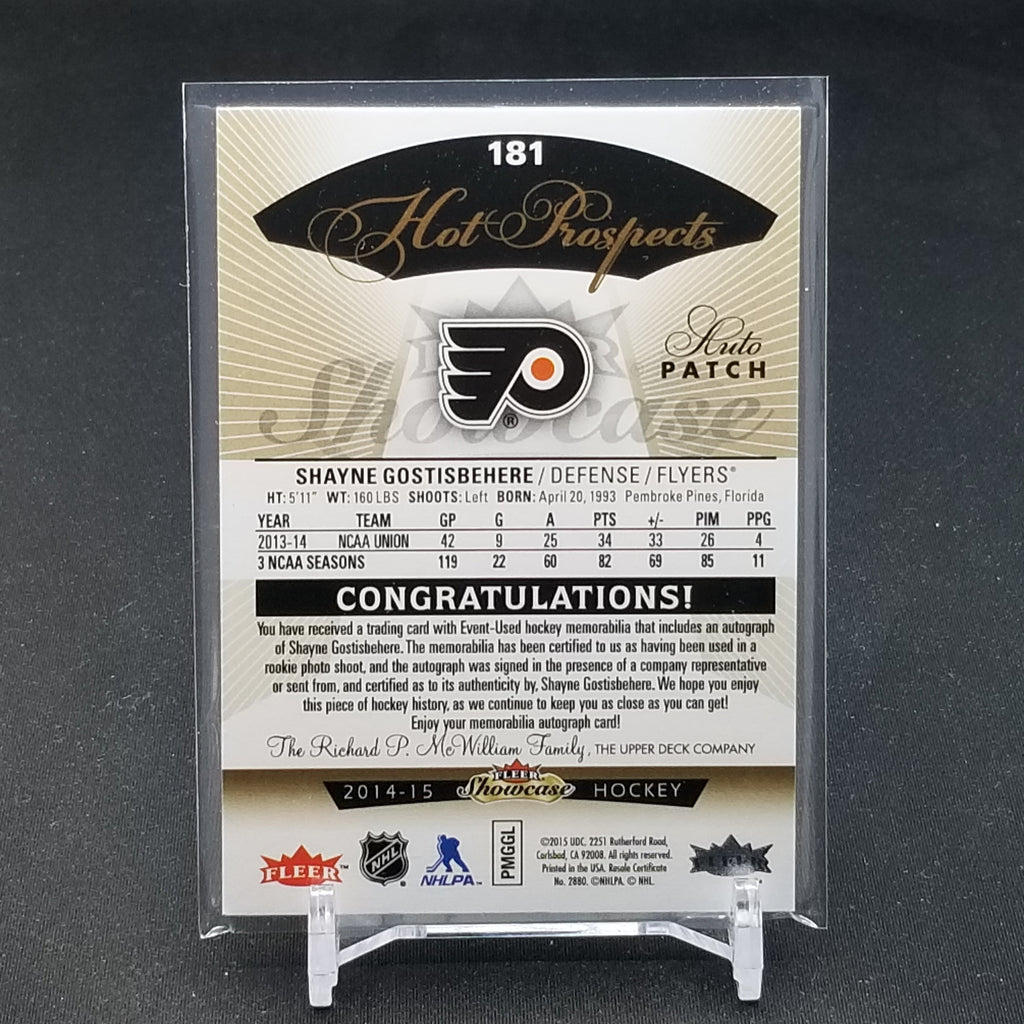 181
Hot Prospects
FLEER
Showcase
Auto
PATCH
®
SHAYNE GOSTISBEHERE / DEFENSE / FLYERS®
HT: 5'11" WT: 160 LBS SHOOTS: Left BORN: April 20, 1993 Pembroke Pines, Florida
YEAR TEAM GP G A PTS +/- PIM PPG
2013-14 NCAA UNION 42 9 25 34 33 26 4
3 NCAA SEASONS 119 22 60 82 69 85 11
CONGRATULATIONS!
You have received a trading card with Event-Used hockey memorabilia that includes an autograph
of Shayne Gostisbehere. The memorabilia has been certified to us as having been used in a
rookie photo shoot, and the autograph was signed in the presence of a company representative
or sent from, and certified as to its authenticity by, Shayne Gostisbehere. We hope you enjoy
this piece of hockey history, as we continue to keep you as close as you can get!
Enjoy your memorabilia autograph card!
The Richard P. McWilliam Family, THE UPPER DECK COMPANY
2014-15 FLEER Showcase HOCKEY
FLEER™
NHL®
NHLPA™
PMGGL
©2015 UDC, 2251 Rutherford Road,
Carlsbad, CA 92008. All rights reserved.
Printed in the USA. Resale Certificate
No. 2880. ©NHLPA. © NHL.
FLEER